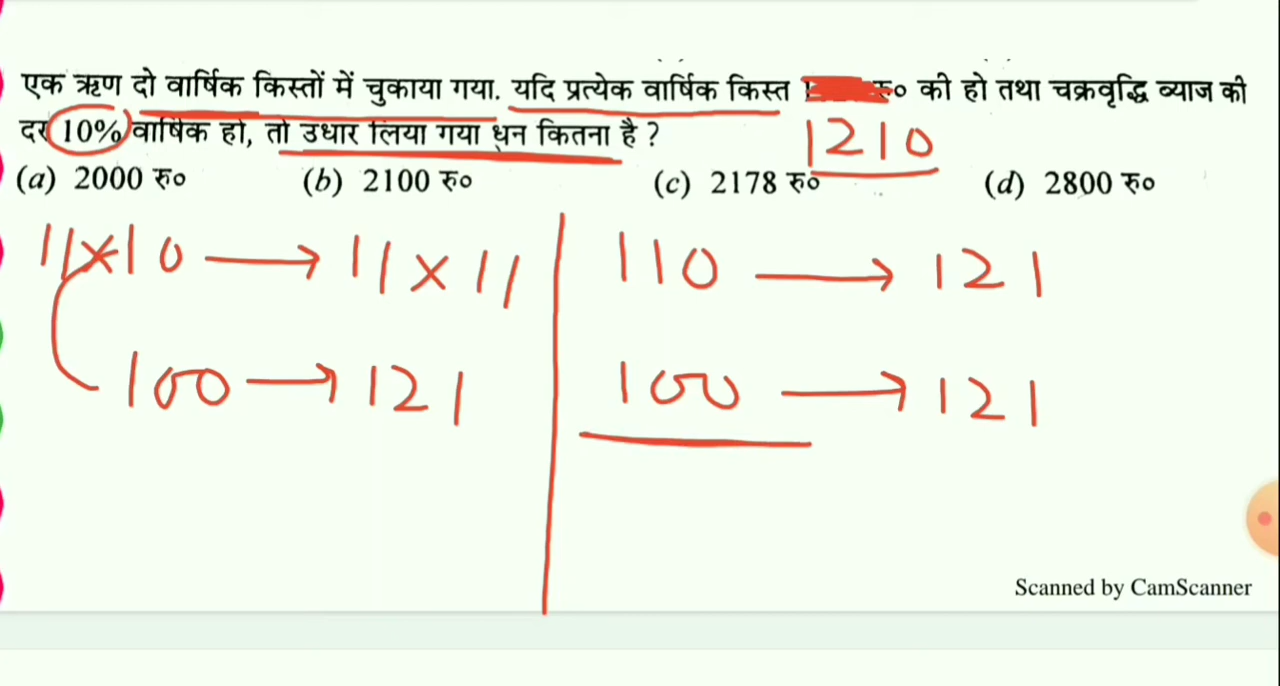 एक ऋण दो वार्षिक किस्तों में चुकाया गया. यदि प्रत्येक वार्षिक किस्त रु० की हो तथा चक्रवृद्धि ब्याज की
दर 10% वार्षिक हो, तो उधार लिया गया धन कितना है ?
1210
(a) 2000 रु० (b) 2100 रु० (c) 2178 रु० (d) 2800 रु०
11×10 → 11×11
110 → 121
100 → 121
100 → 121
Scanned by CamScanner